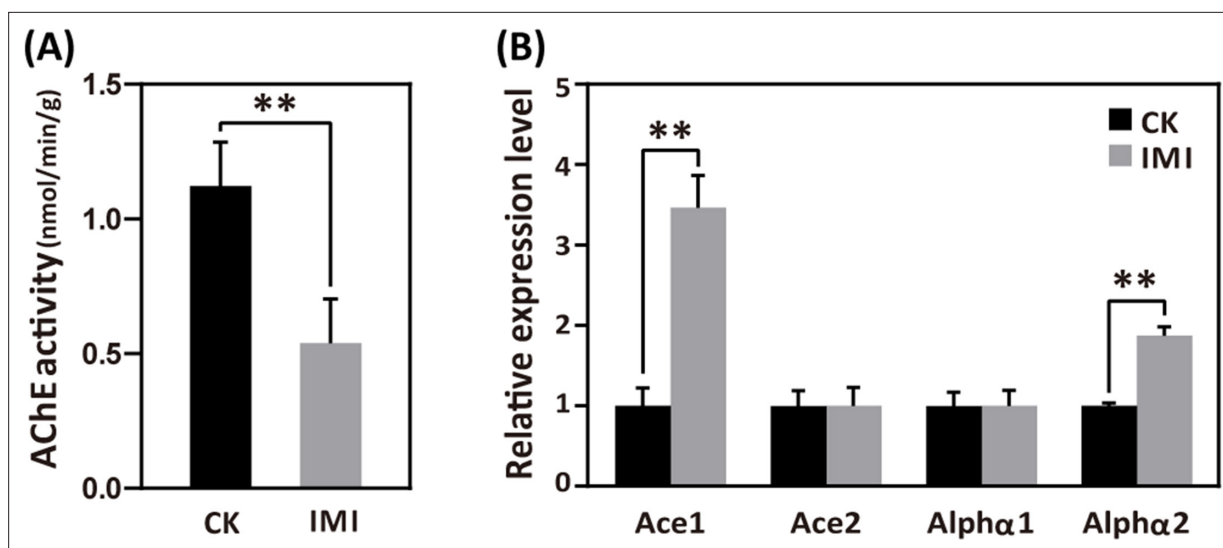 (A)
AChE activity (nmol/min/g)
1.5
1.0
0.5
0.0
**
CK IMI
(B)
Relative expression level
5
4
3
2
1
0
**
**
CK
IMI
Ace1 Ace2 Alphα1 Alphα2